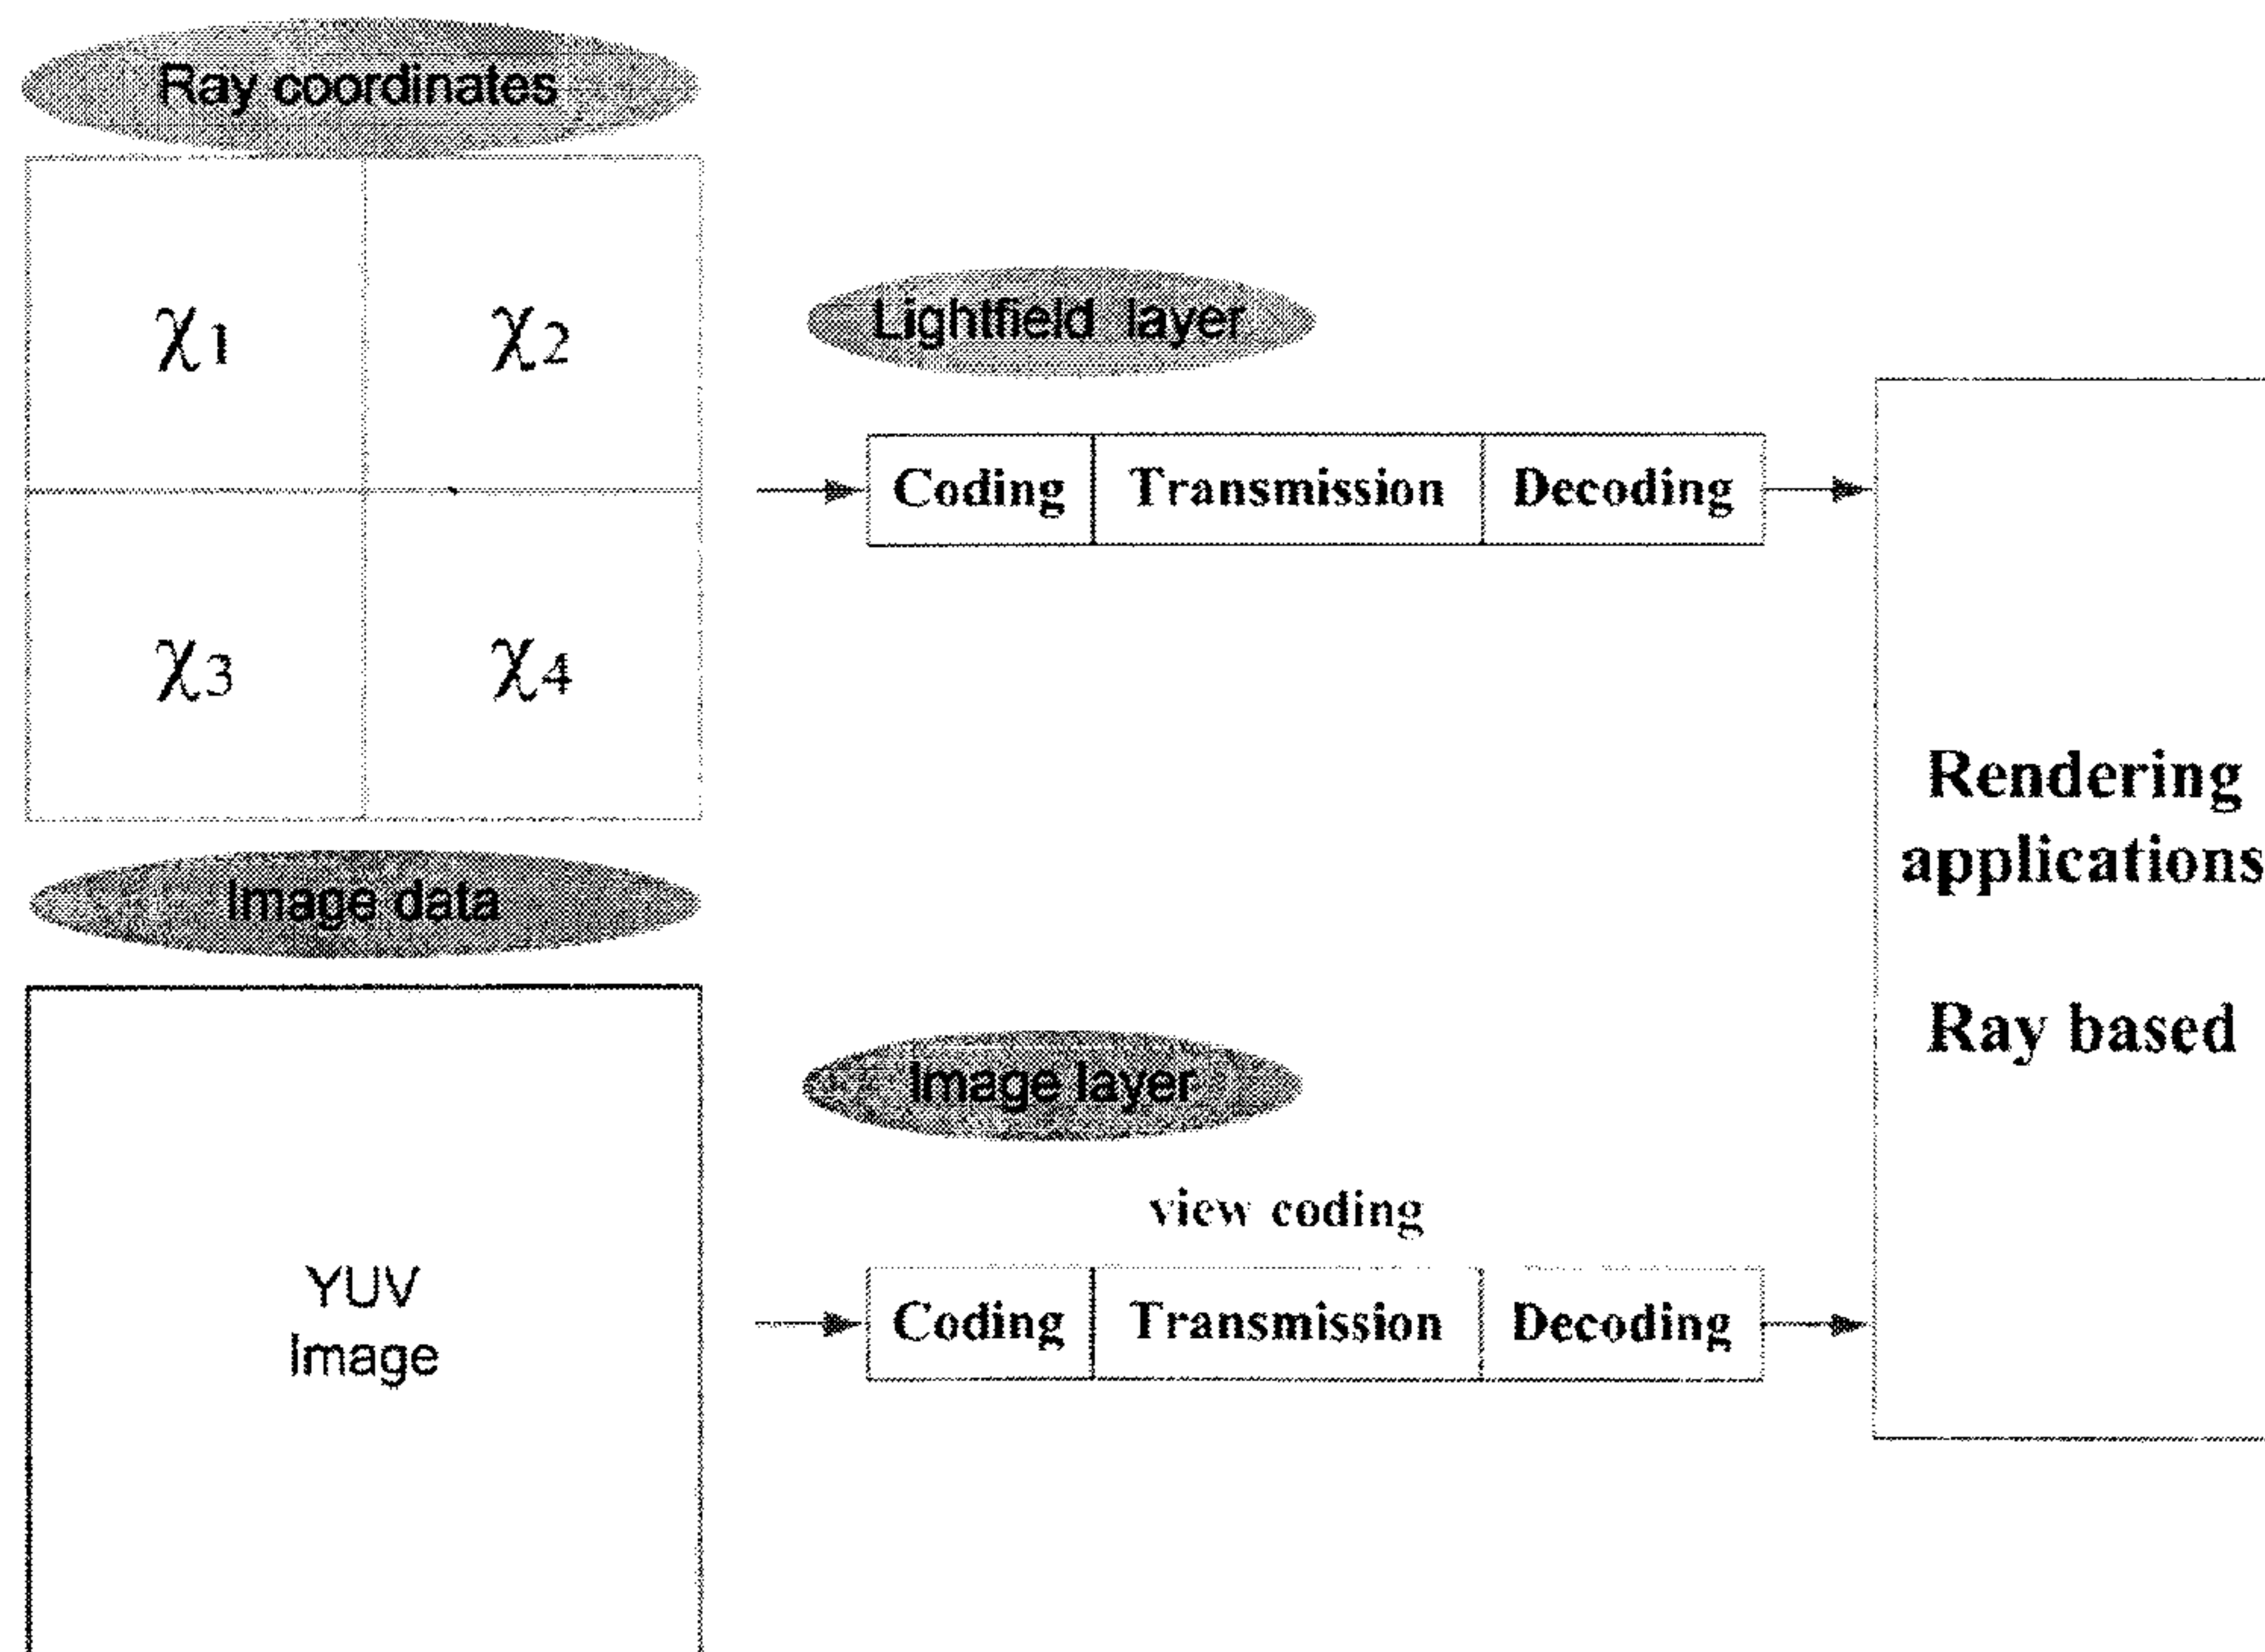 Ray coordinates
χ1
χ2
χ3
χ4
Lightfield layer
Coding
Transmission
Decoding
Image data
YUV
Image
Image layer
view coding
Coding
Transmission
Decoding
Rendering
applications
Ray based